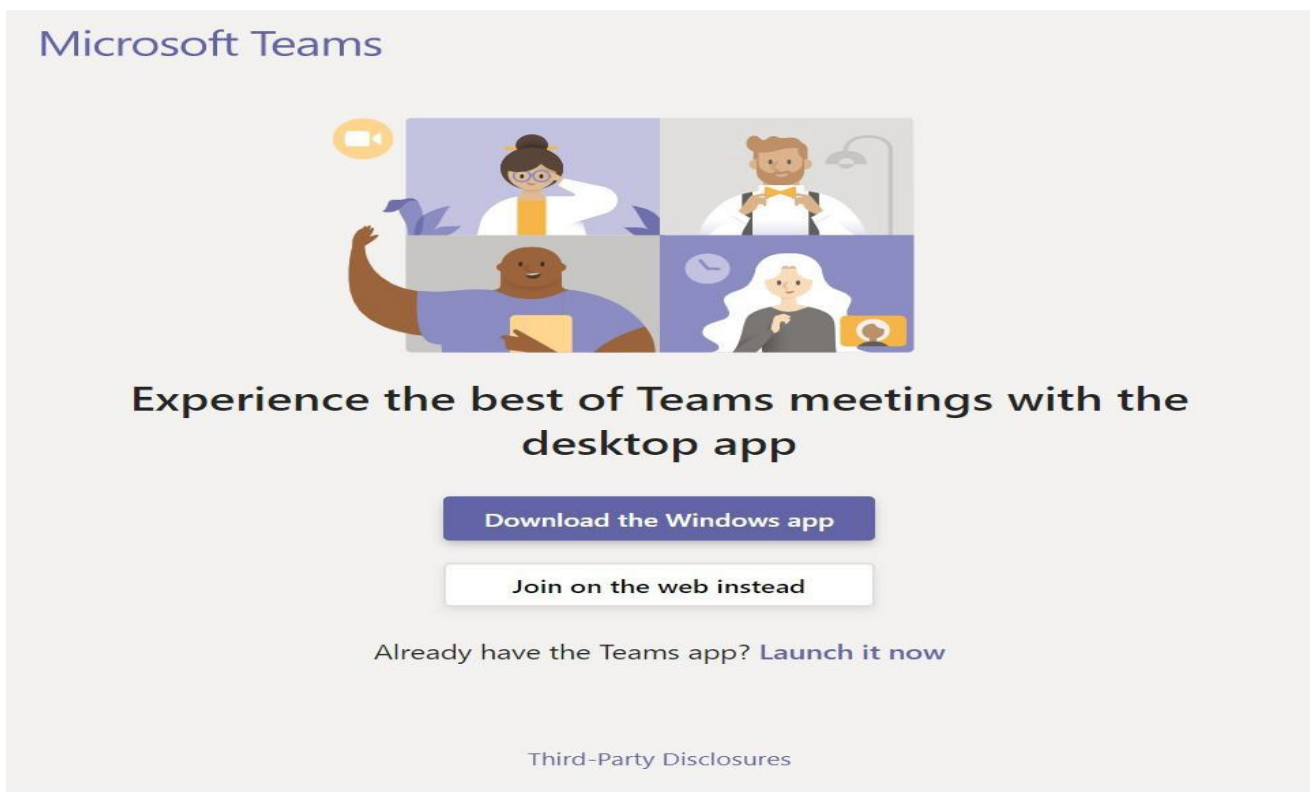 Microsoft Teams
Experience the best of Teams meetings with the
desktop app
Download the Windows app
Join on the web instead
Already have the Teams app? Launch it now
Third-Party Disclosures